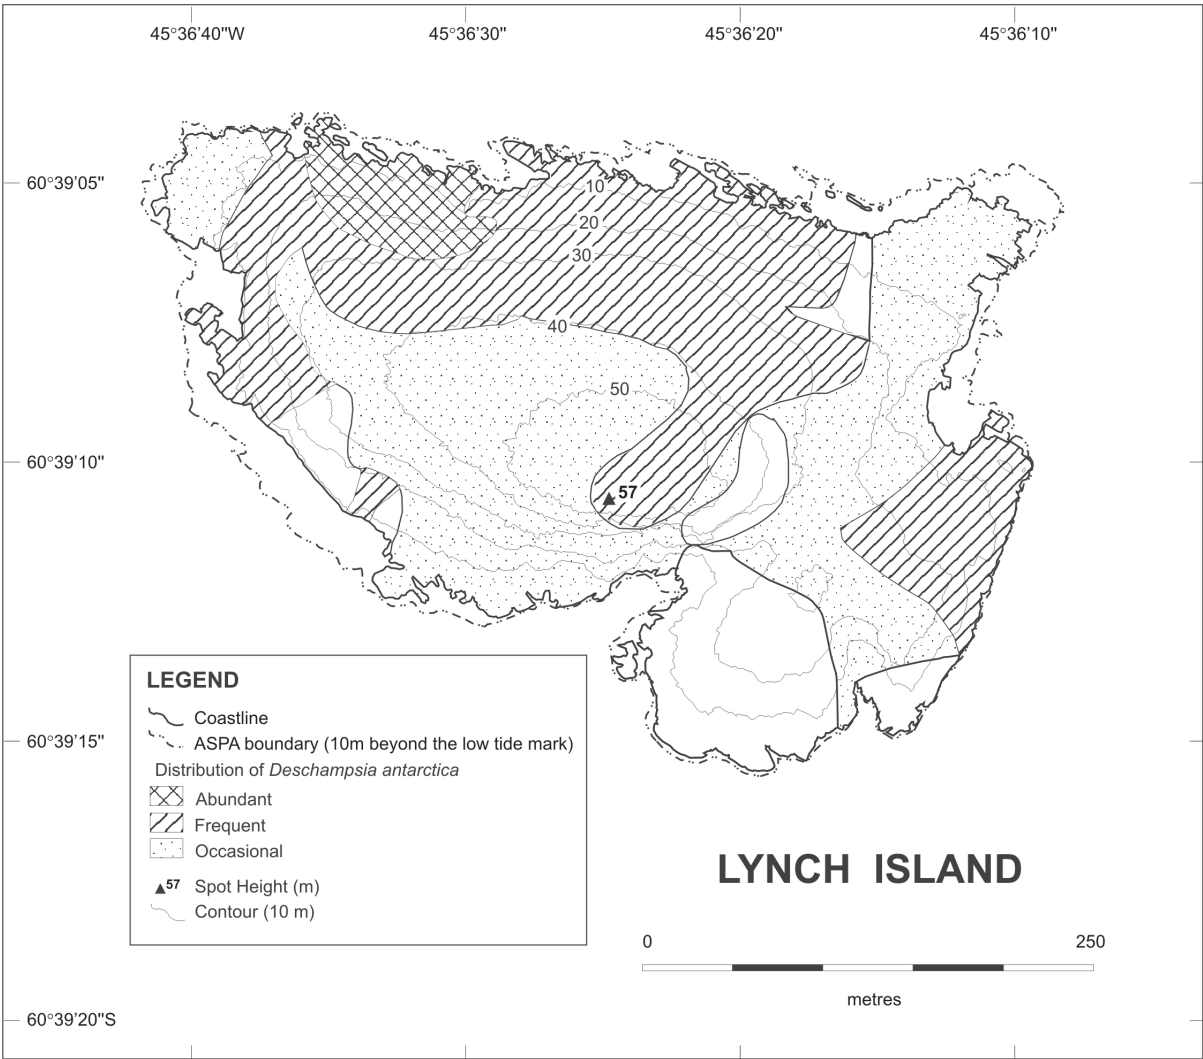 45°36'40"W 45°36'30" 45°36'20" 45°36'10"
60°39'05"
10
20
30
40
50
60°39'10"
57
LEGEND
Coastline
ASPA boundary (10m beyond the low tide mark)
Distribution of Deschampsia antarctica
Abundant
Frequent
Occasional
57 Spot Height (m)
Contour (10 m)
60°39'15"
LYNCH ISLAND
0 250
metres
60°39'20"S